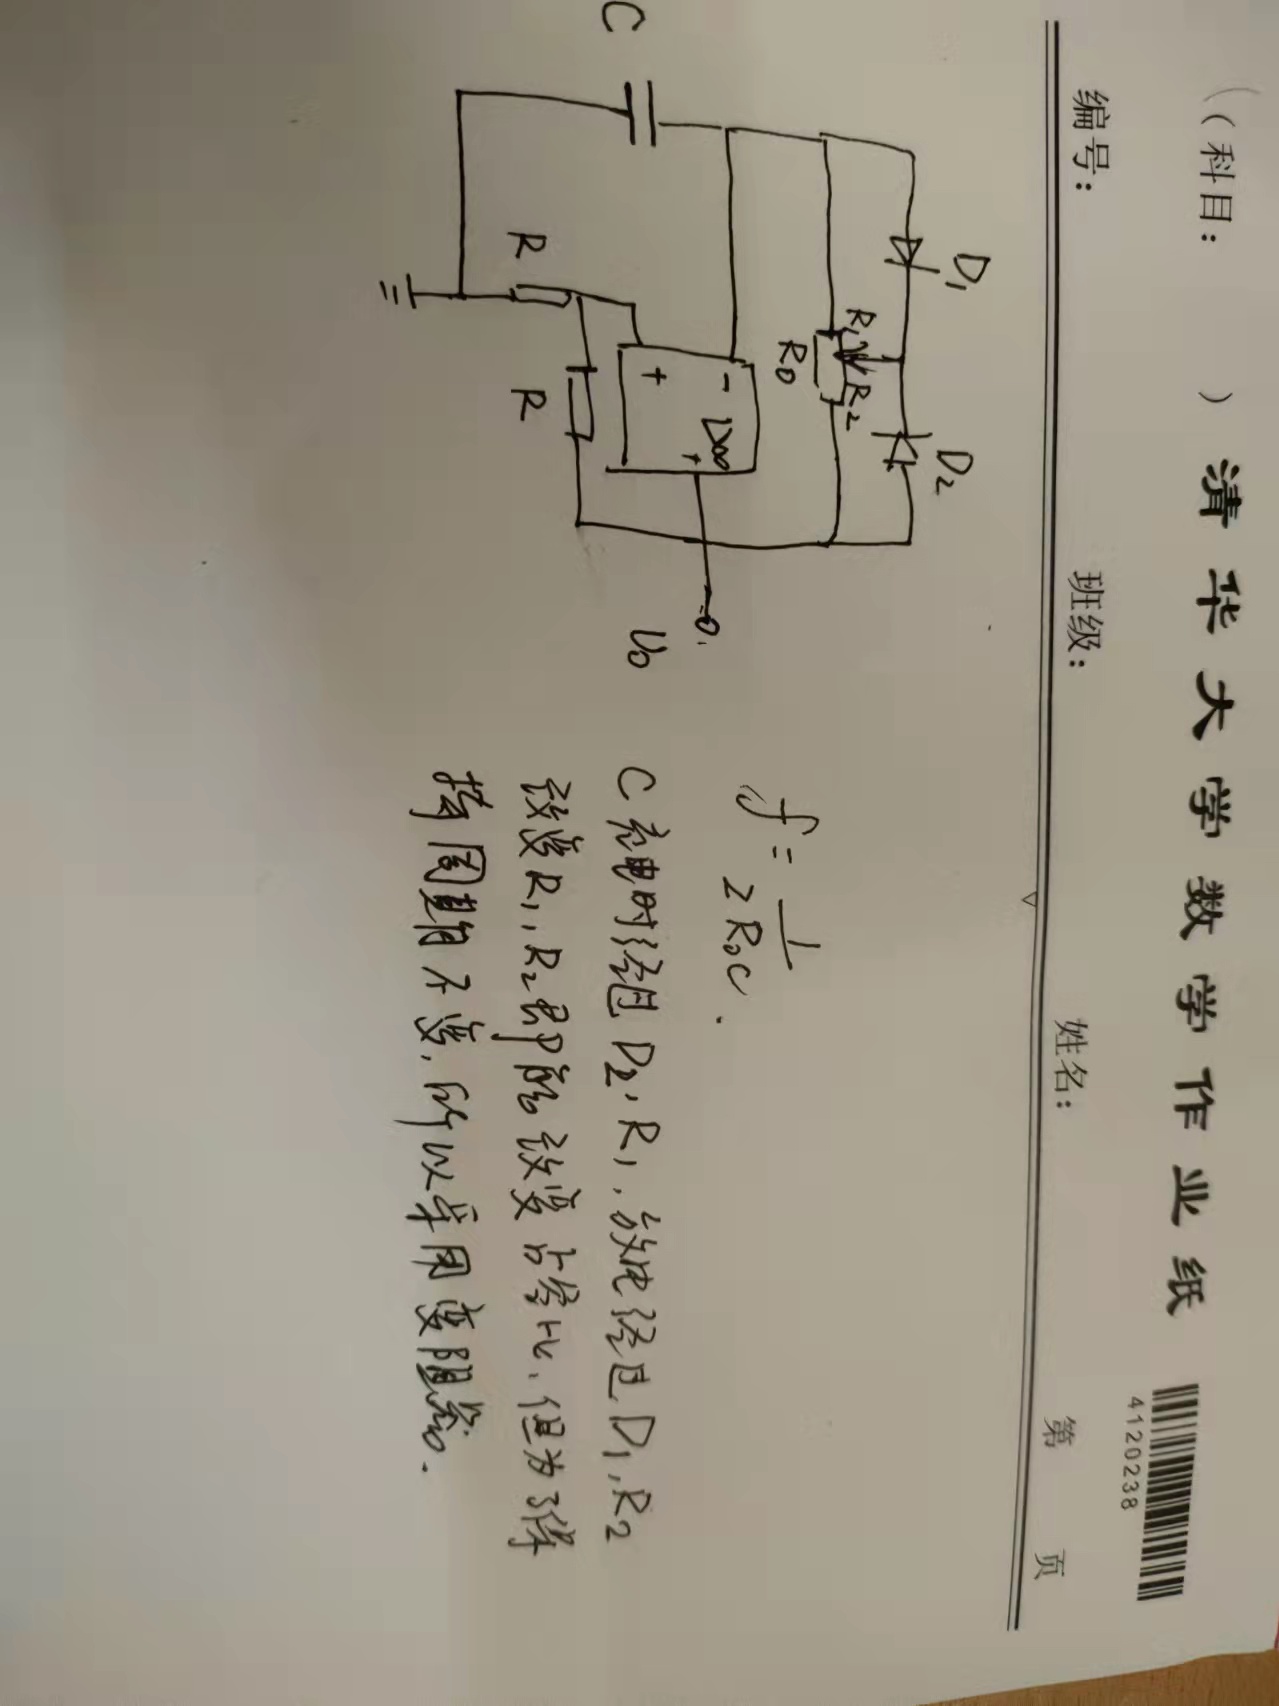 (科目: ) 清华大学数学作业纸
4120238
编号: 班级: 姓名: 第 页
D1 D2
R1 R2
R0
C
- ▷∞
+ +
R
R
U0
f = 1/2R0C.
C充电时经过D2,R1,放电经过D1,R2
改变R1,R2即能改变占空比,但为了保
持周期不变,所以采用变阻器.